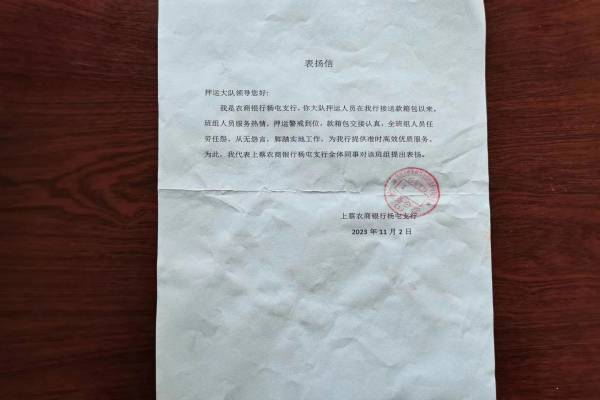 表扬信
押运大队领导您好：
我是农商银行杨屯支行，你大队押运人员在我行接送款箱包以来，
班组人员服务热情，押运警戒到位，款箱包交接认真，全班组人员任
劳任怨，从无怨言，脚踏实地工作，为我行提供准时高效优质服务，
为此，我代表上蔡农商银行杨屯支行全体同事对该班组提出表扬。
上蔡农商银行杨屯支行
2023 年 11 月 2 日